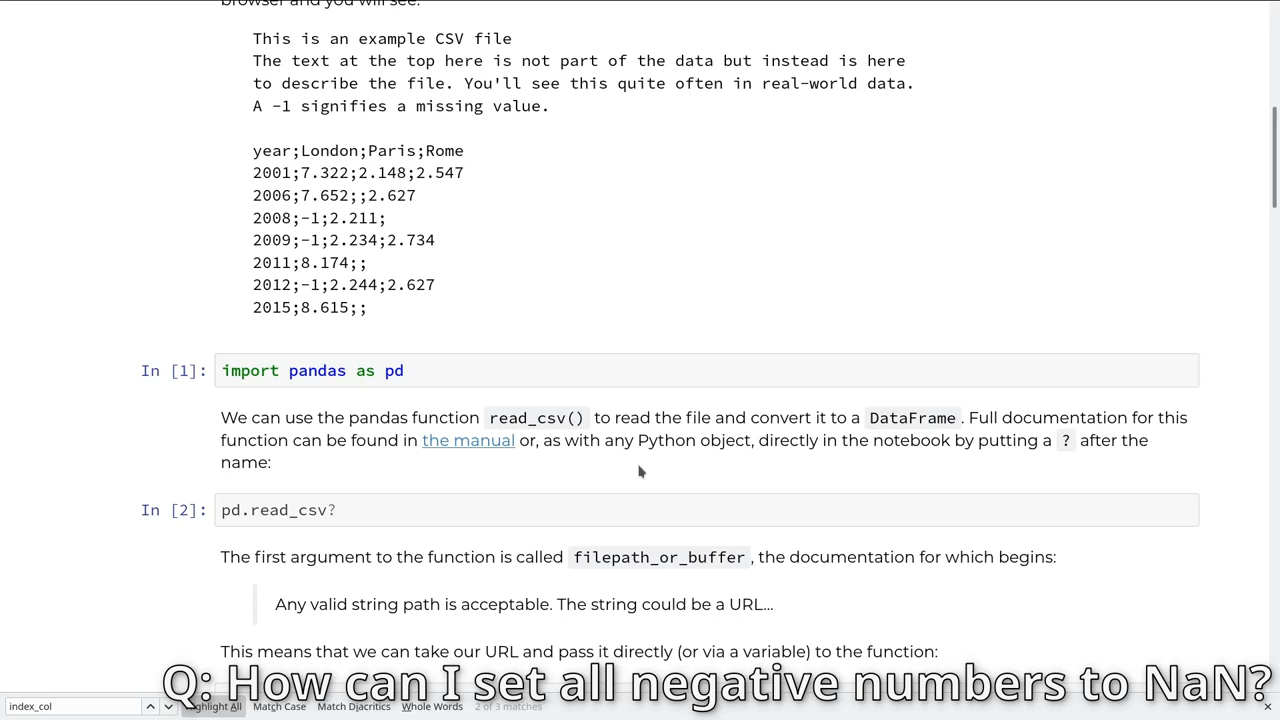 browser and you will see:
This is an example CSV file
The text at the top here is not part of the data but instead is here
to describe the file. You'll see this quite often in real-world data.
A -1 signifies a missing value.
year;London;Paris;Rome
2001;7.322;2.148;2.547
2006;7.652;;2.627
2008;-1;2.211;
2009;-1;2.234;2.734
2011;8.174;;
2012;-1;2.244;2.627
2015;8.615;;
In [1]: import pandas as pd
We can use the pandas function read_csv() to read the file and convert it to a DataFrame. Full documentation for this
function can be found in the manual or, as with any Python object, directly in the notebook by putting a ? after the
name:
In [2]: pd.read_csv?
The first argument to the function is called filepath_or_buffer, the documentation for which begins:
Any valid string path is acceptable. The string could be a URL…
This means that we can take our URL and pass it directly (or via a variable) to the function:
Q: How can I set all negative numbers to NaN?
index_col Highlight All Match Case Match Diacritics Whole Words 2 of 3 matches